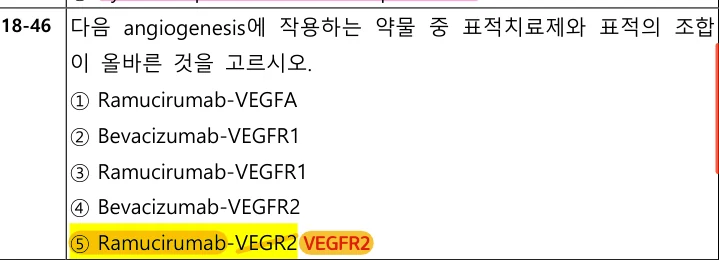 18-46 다음 angiogenesis에 작용하는 약물 중 표적치료제와 표적의 조합
이 올바른 것을 고르시오.
① Ramucirumab-VEGFA
② Bevacizumab-VEGFR1
③ Ramucirumab-VEGFR1
④ Bevacizumab-VEGFR2
⑤ Ramucirumab-VEGR2 VEGFR2